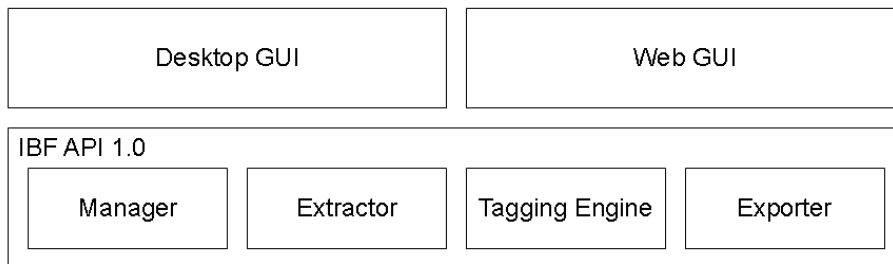 Desktop GUI
Web GUI
IBF API 1.0
Manager
Extractor
Tagging Engine
Exporter